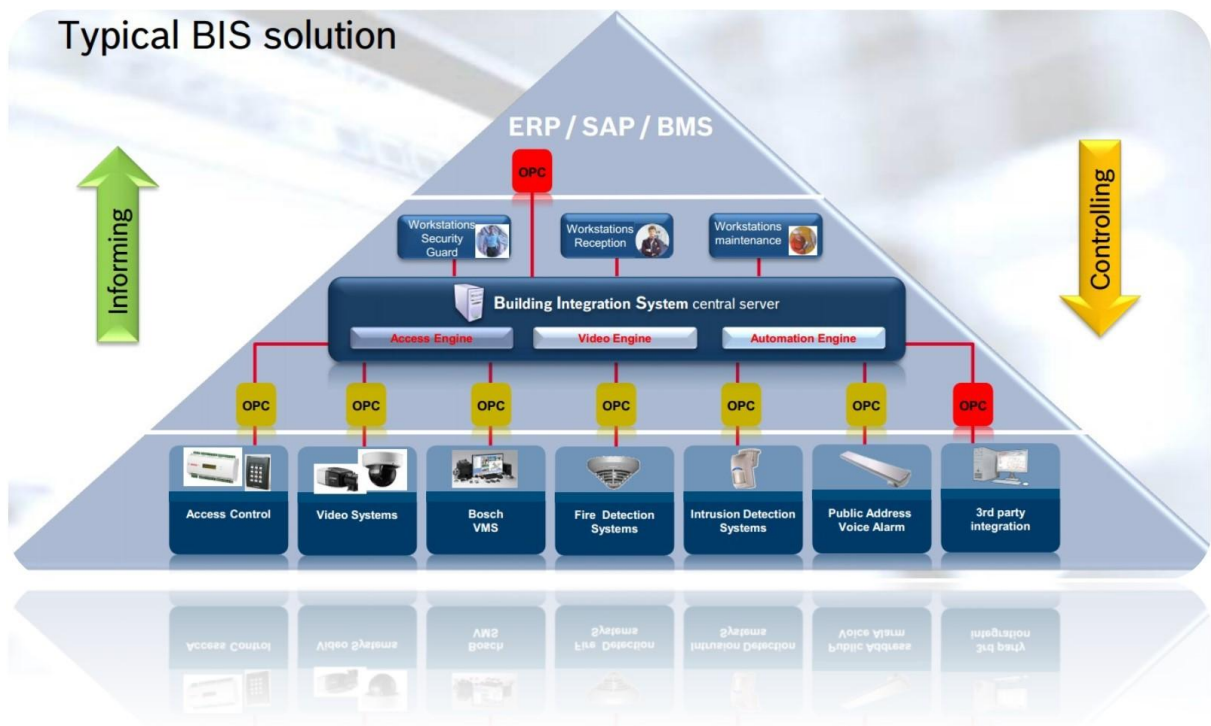 Typical BIS solution
ERP / SAP / BMS
OPC
Informing
Controlling
Workstations
Security
Guard
Workstations
Reception
Workstations
maintenance
Building Integration System central server
Access Engine
Video Engine
Automation Engine
OPC
OPC
OPC
OPC
OPC
OPC
OPC
Access Control
Video Systems
Bosch
VMS
Fire Detection
Systems
Intrusion Detection
Systems
Public Address
Voice Alarm
3rd party
integration